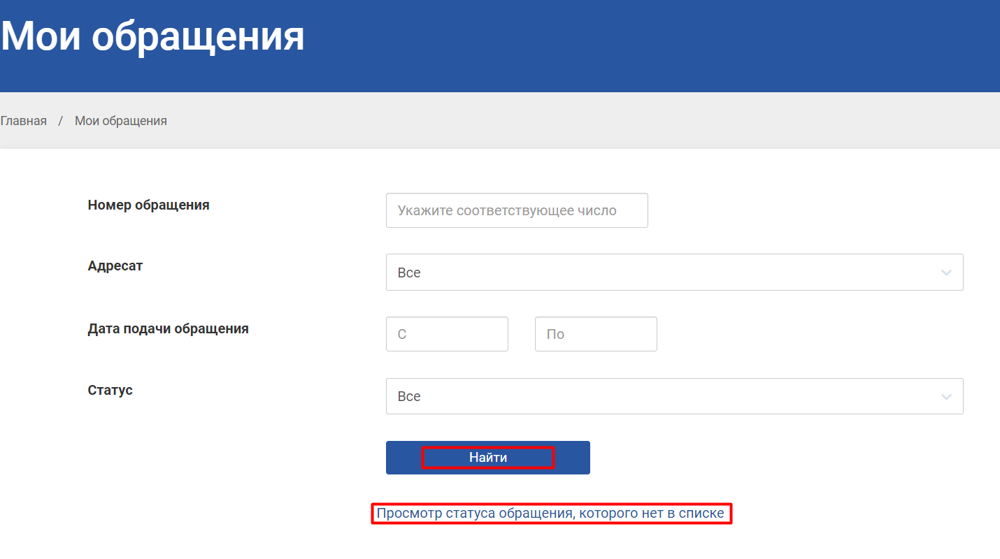 Мои обращения
Главная / Мои обращения
Номер обращения
Укажите соответствующее число
Адресат
Все
Дата подачи обращения
С
По
Статус
Все
Найти
Просмотр статуса обращения, которого нет в списке